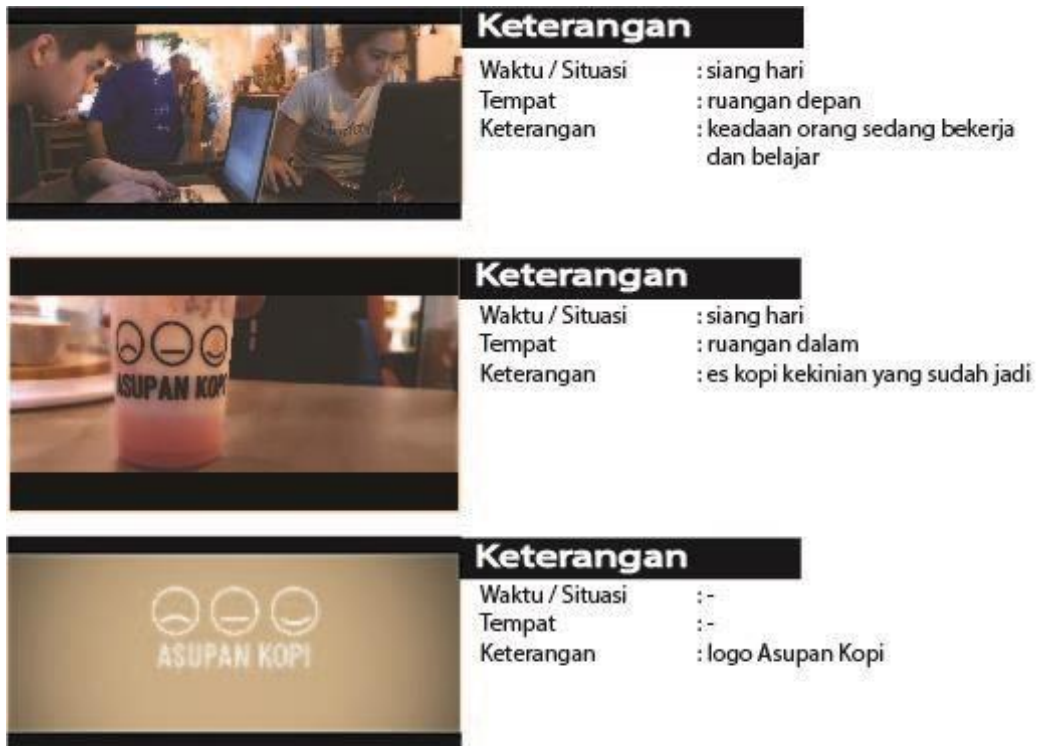 Keterangan
Waktu / Situasi : siang hari
Tempat : ruangan depan
Keterangan : keadaan orang sedang bekerja
dan belajar
Keterangan
Waktu / Situasi : siang hari
Tempat : ruangan dalam
Keterangan : es kopi kekinian yang sudah jadi
ASUPAN KOPI
Keterangan
Waktu / Situasi : -
Tempat : -
Keterangan : logo Asupan Kopi
ASUPAN KOPI